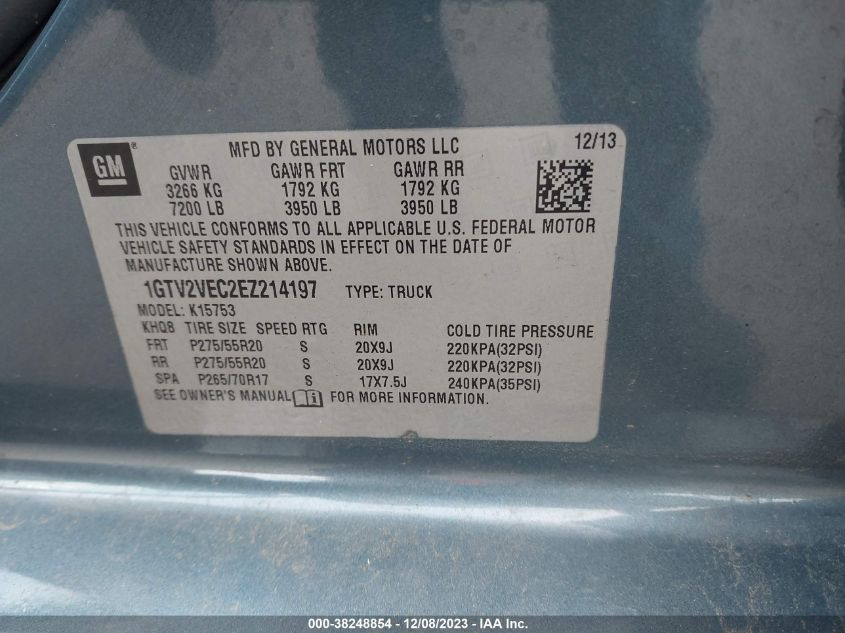 GM
MFD BY GENERAL MOTORS LLC 12/13
GVWR GAWR FRT GAWR RR
3266 KG 1792 KG 1792 KG
7200 LB 3950 LB 3950 LB
THIS VEHICLE CONFORMS TO ALL APPLICABLE U.S. FEDERAL MOTOR
VEHICLE SAFETY STANDARDS IN EFFECT ON THE DATE OF
MANUFACTURE SHOWN ABOVE.
1GTV2VEC2EZ214197 TYPE: TRUCK
MODEL: K15753
KHQB TIRE SIZE SPEED RTG RIM COLD TIRE PRESSURE
FRT P275/55R20 S 20X9J 220KPA(32PSI)
RR P275/55R20 S 20X9J 220KPA(32PSI)
SPA P265/70R17 S 17X7.5J 240KPA(35PSI)
SEE OWNER'S MANUAL i FOR MORE INFORMATION.
000-38248854 - 12/08/2023 - IAA Inc.